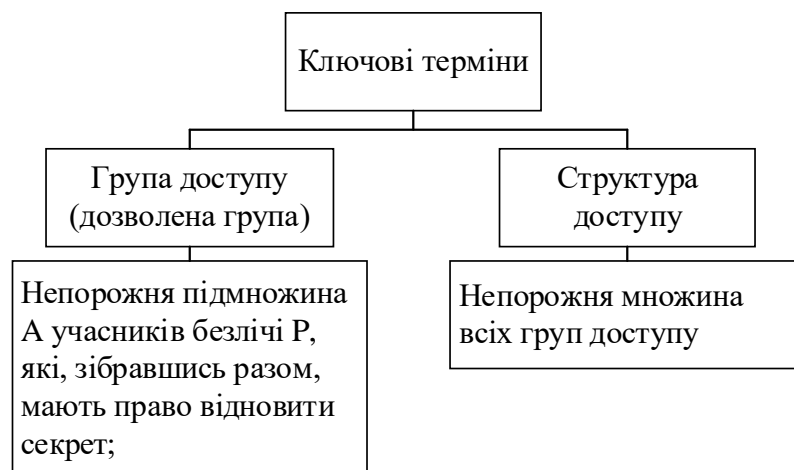 Ключові терміни
Група доступу
(дозволена група)
Структура
доступу
Непорожня підмножина
А учасників безлічі Р,
які, зібравшись разом,
мають право відновити
секрет;
Непорожня множина
всіх груп доступу